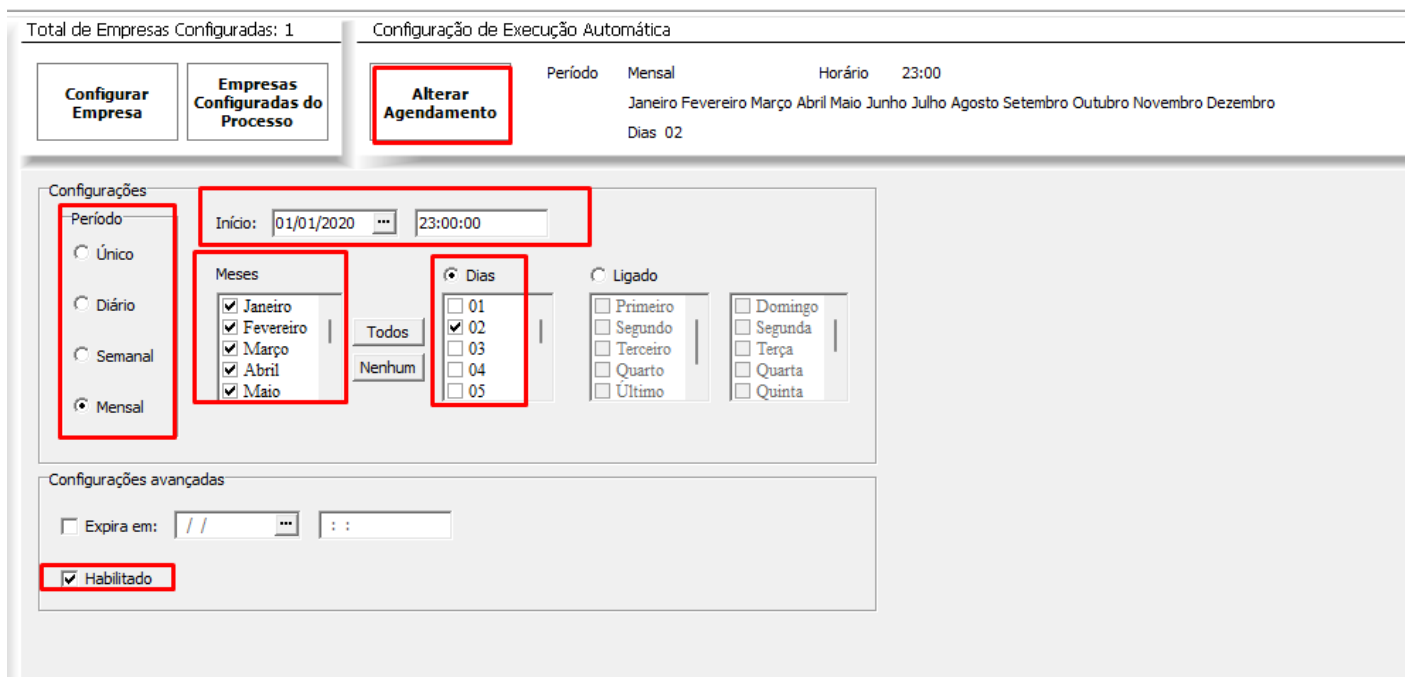 Total de Empresas Configuradas: 1
Configuração de Execução Automática
Configurar Empresa
Empresas Configuradas do Processo
Alterar Agendamento
Período Mensal Horário 23:00
Janeiro Fevereiro Março Abril Maio Junho Julho Agosto Setembro Outubro Novembro Dezembro
Dias 02
Configurações
Período
Único
Diário
Semanal
Mensal
Início: 01/01/2020 ... 23:00:00
Meses
Janeiro
Fevereiro
Março
Abril
Maio
Todos
Nenhum
Dias
01
02
03
04
05
Ligado
Primeiro
Segundo
Terceiro
Quarto
Último
Domingo
Segunda
Terça
Quarta
Quinta
Configurações avançadas
Expira em: / / ... : :
Habilitado